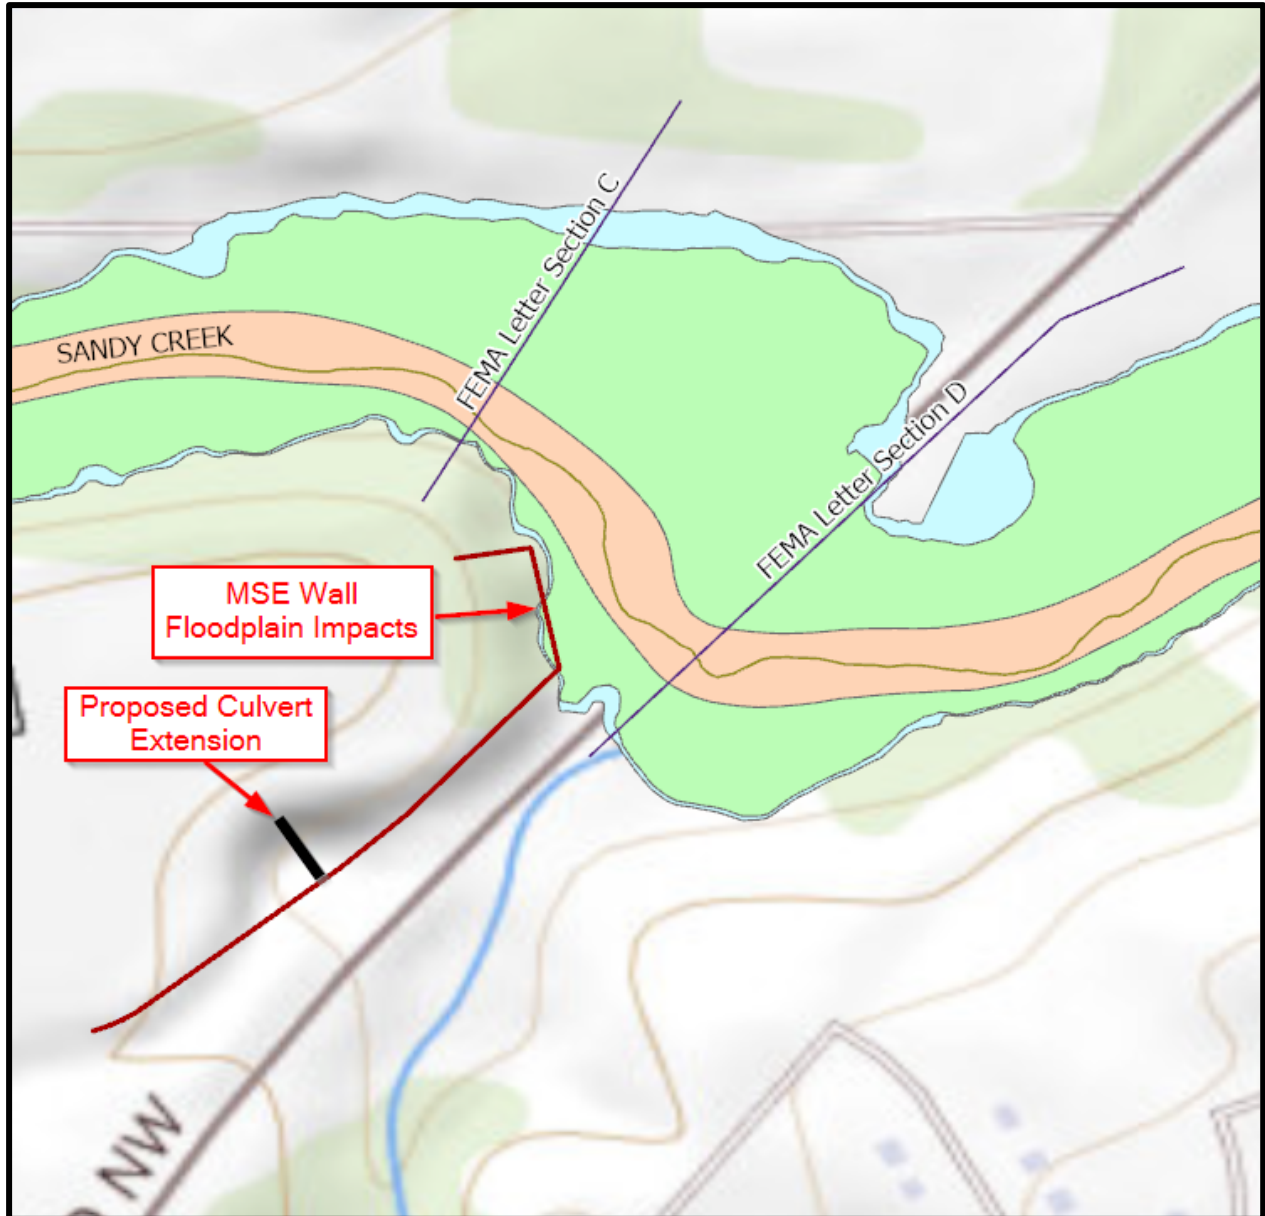 FEMA Letter Section C
SANDY CREEK
FEMA Letter Section D
MSE Wall
Floodplain Impacts
Proposed Culvert
Extension
NW